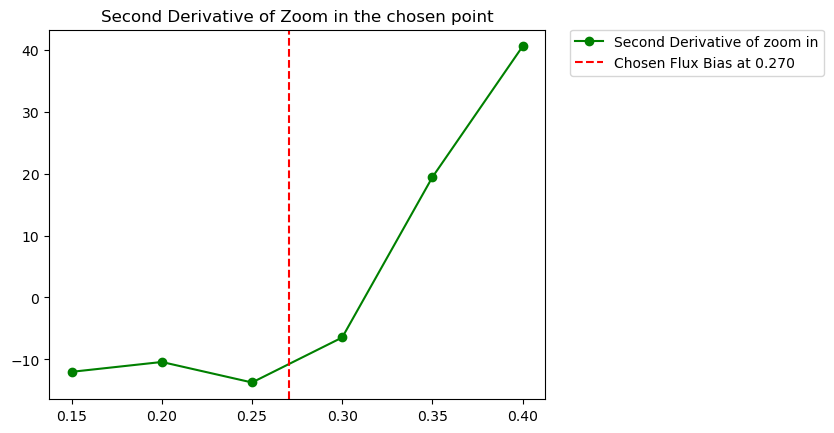 Second Derivative of Zoom in the chosen point
Second Derivative of zoom in
Chosen Flux Bias at 0.270
40
30
20
10
0
−10
0.15 0.20 0.25 0.30 0.35 0.40